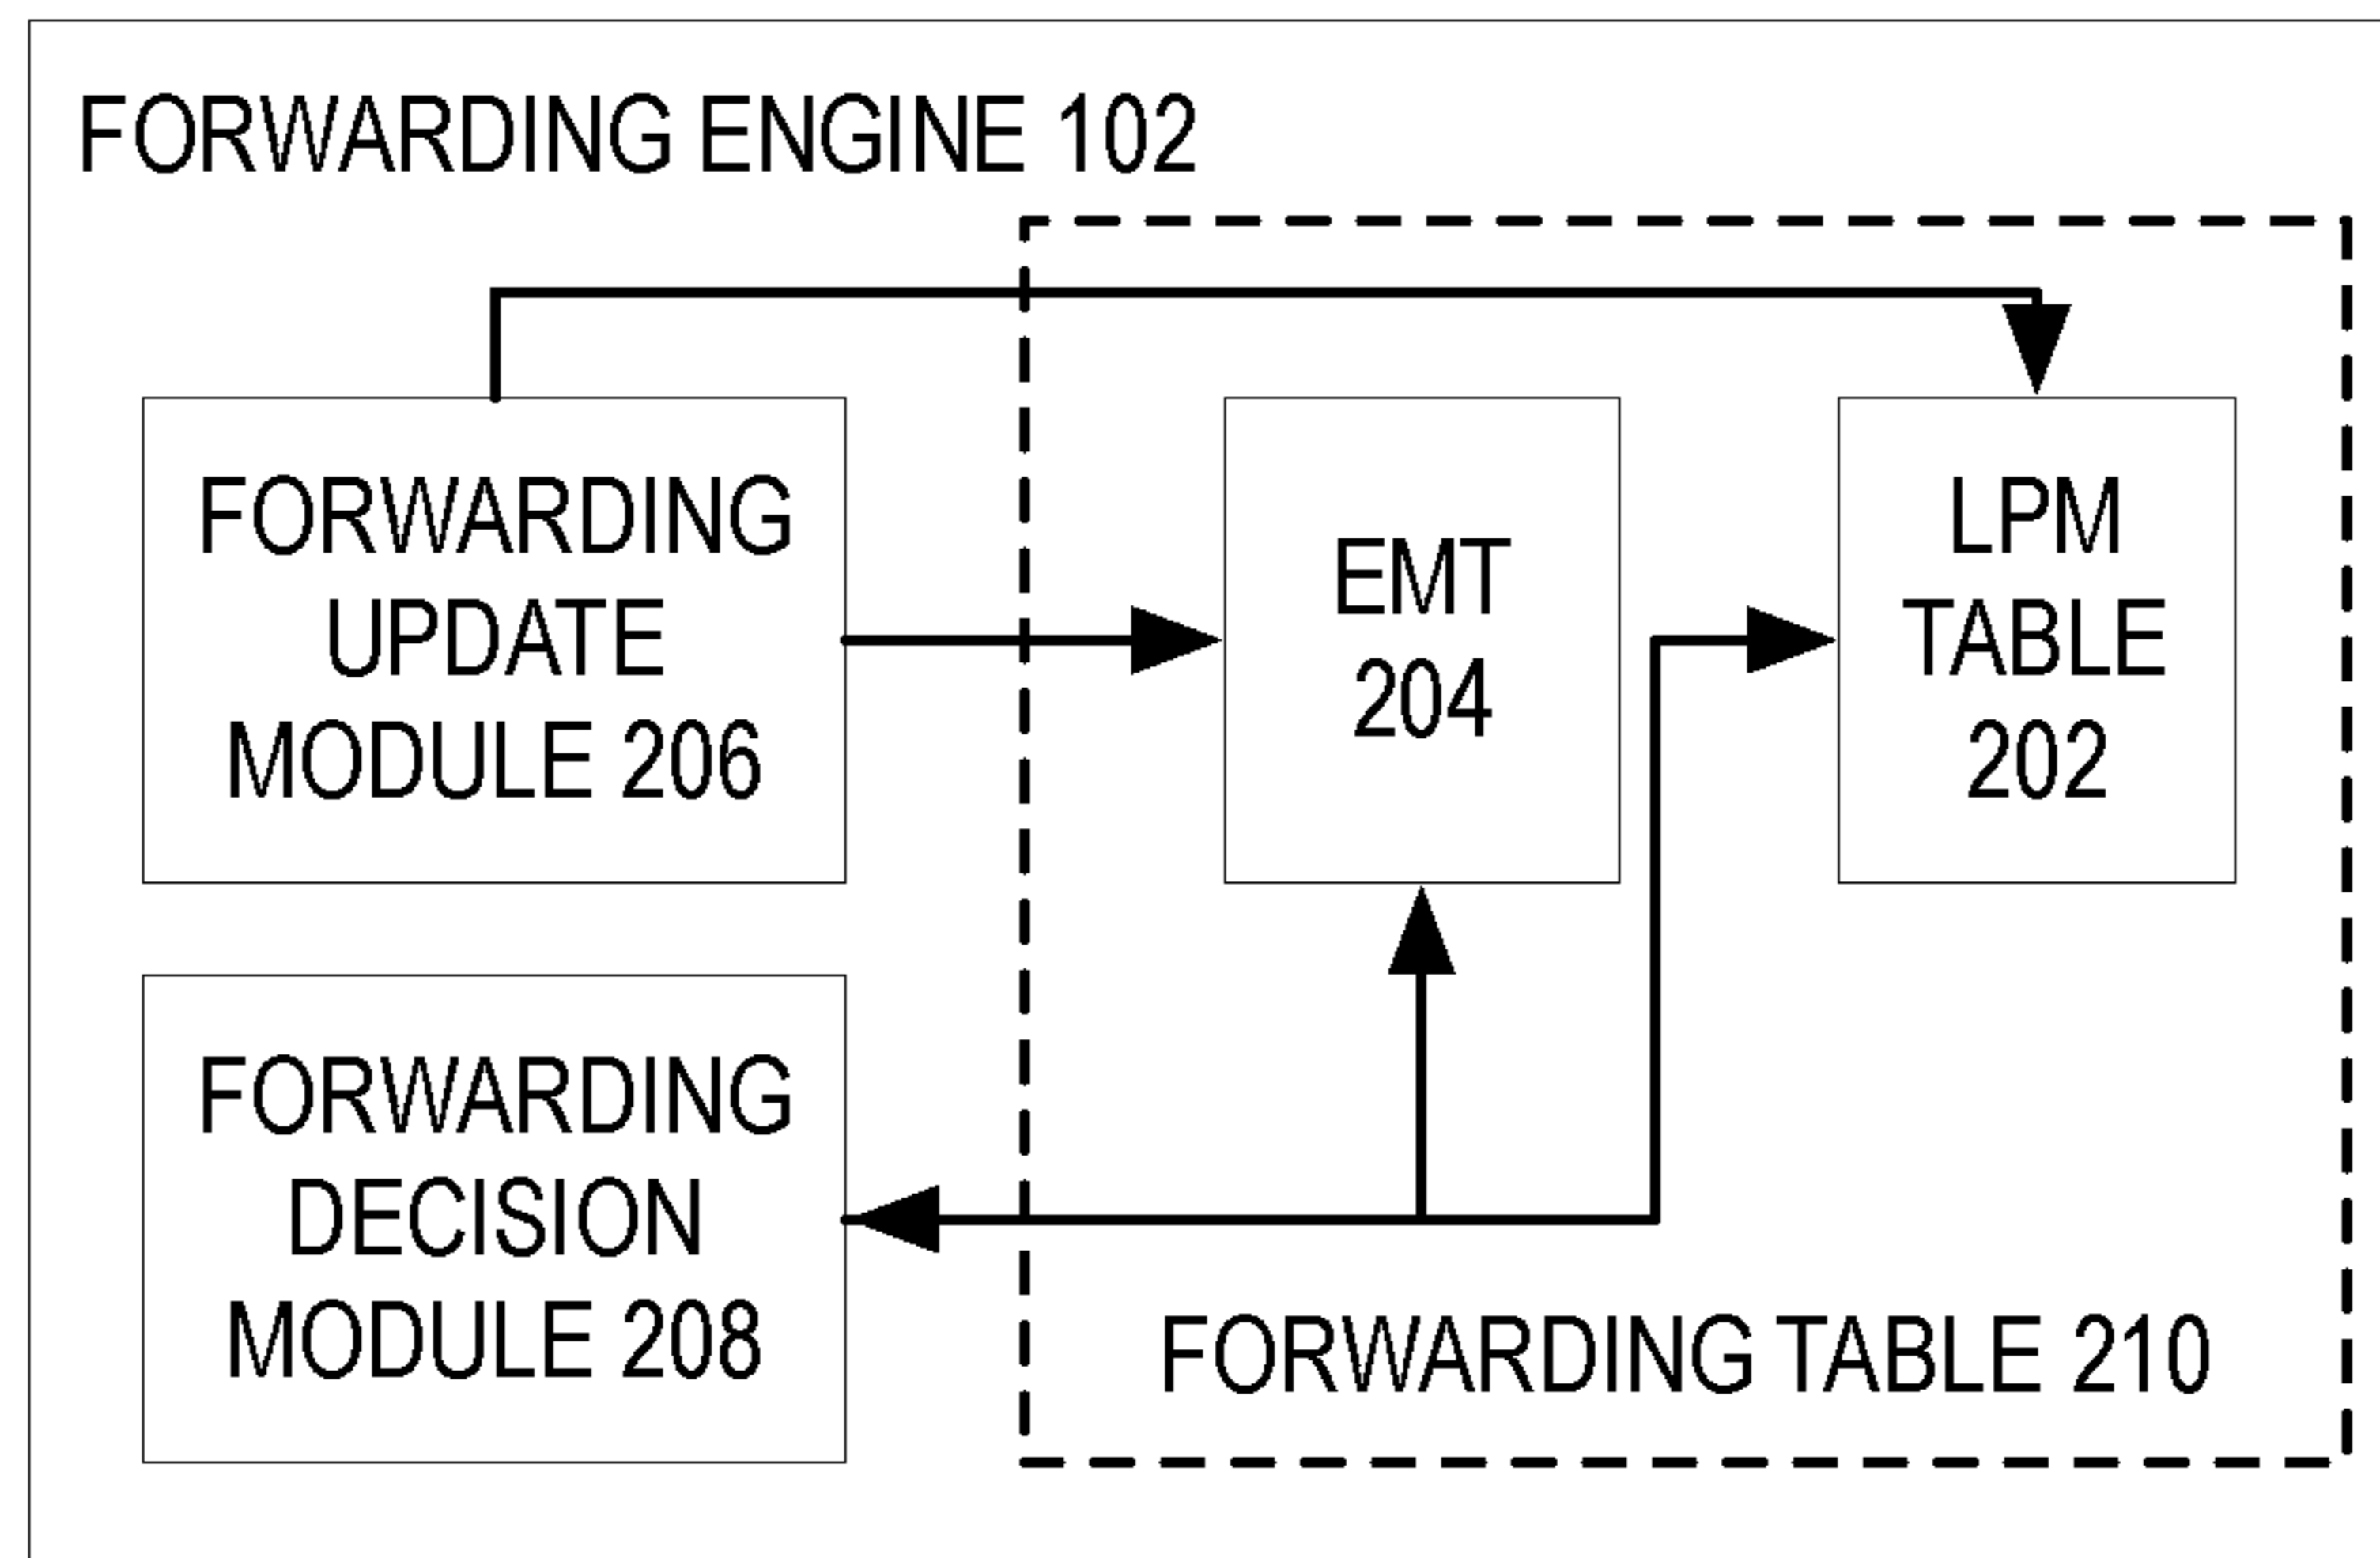 FORWARDING ENGINE 102
FORWARDING
UPDATE
MODULE 206
EMT
204
LPM
TABLE
202
FORWARDING
DECISION
MODULE 208
FORWARDING TABLE 210